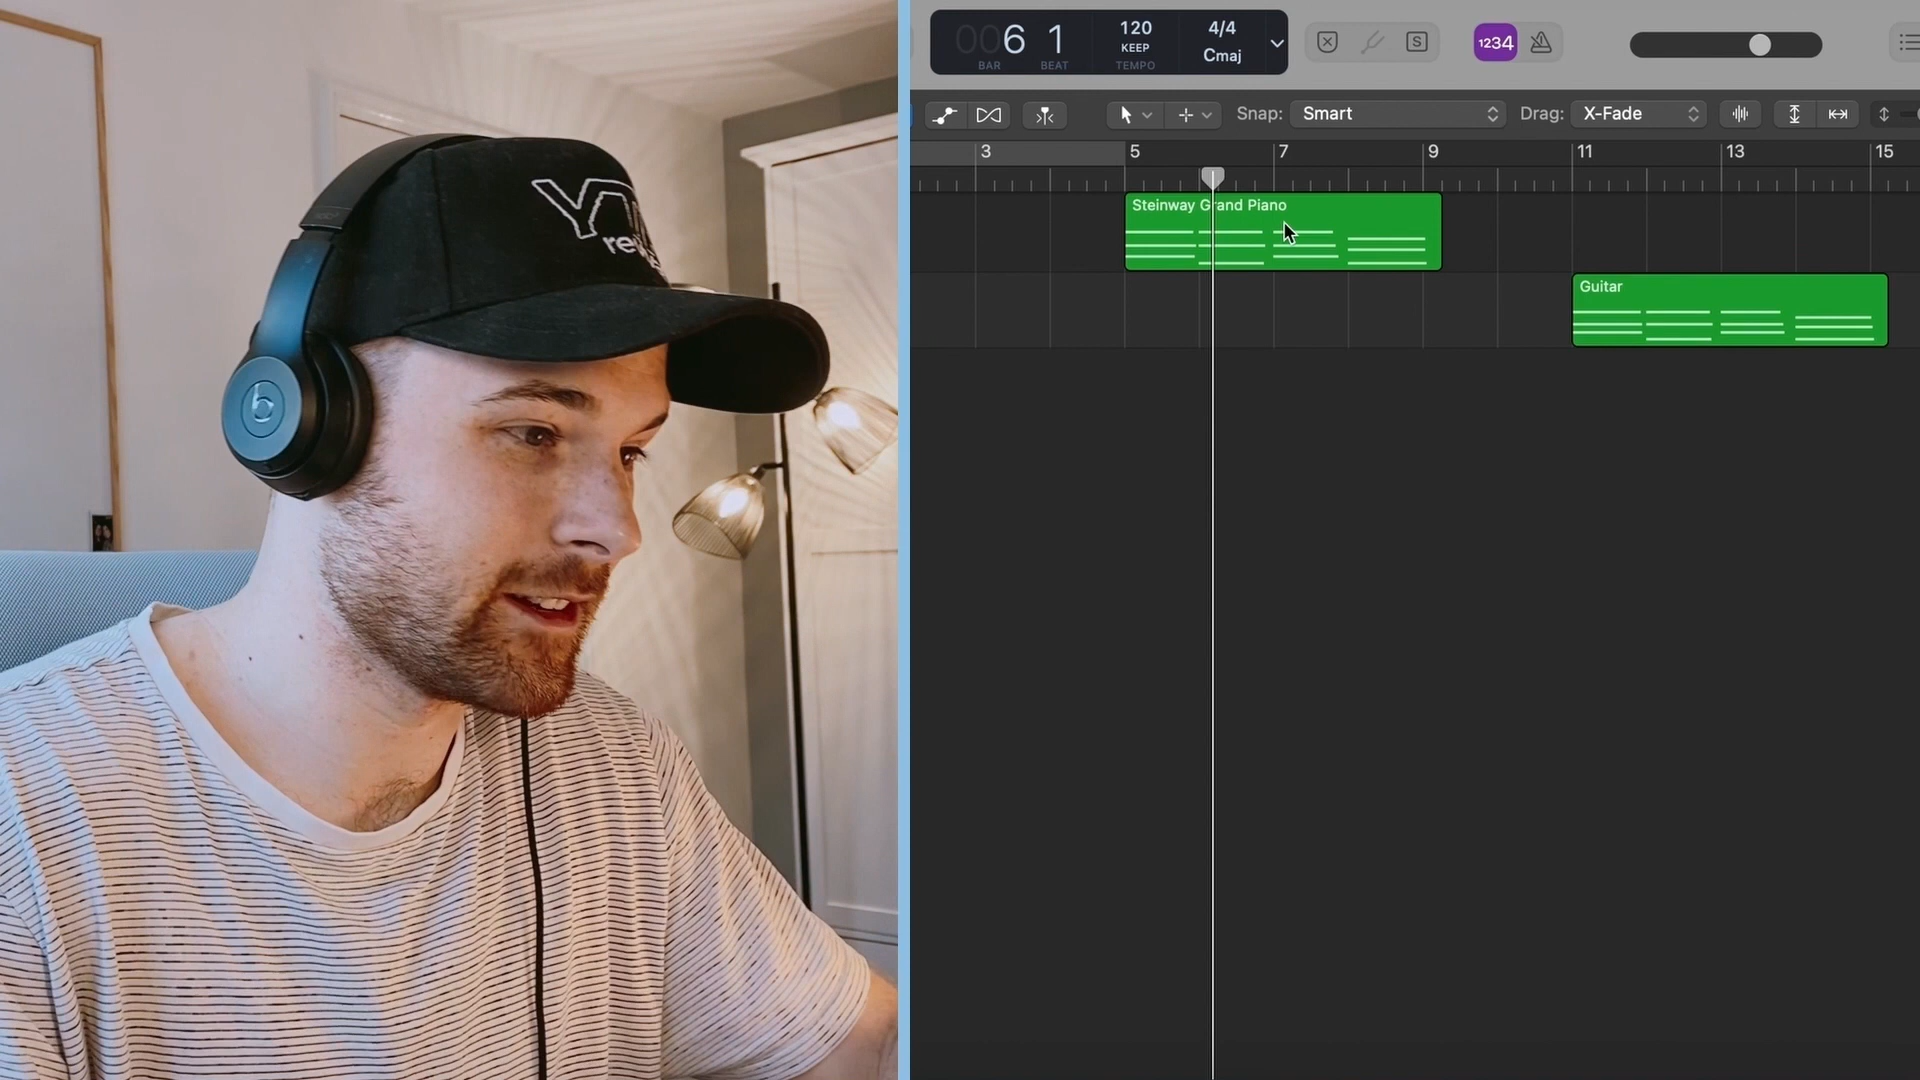 006 1
BAR BEAT
120
KEEP
TEMPO
4/4
Cmaj
S
1234
Snap: Smart
Drag: X-Fade
3 5 7 9 11 13 15
Steinway Grand Piano
Guitar
b